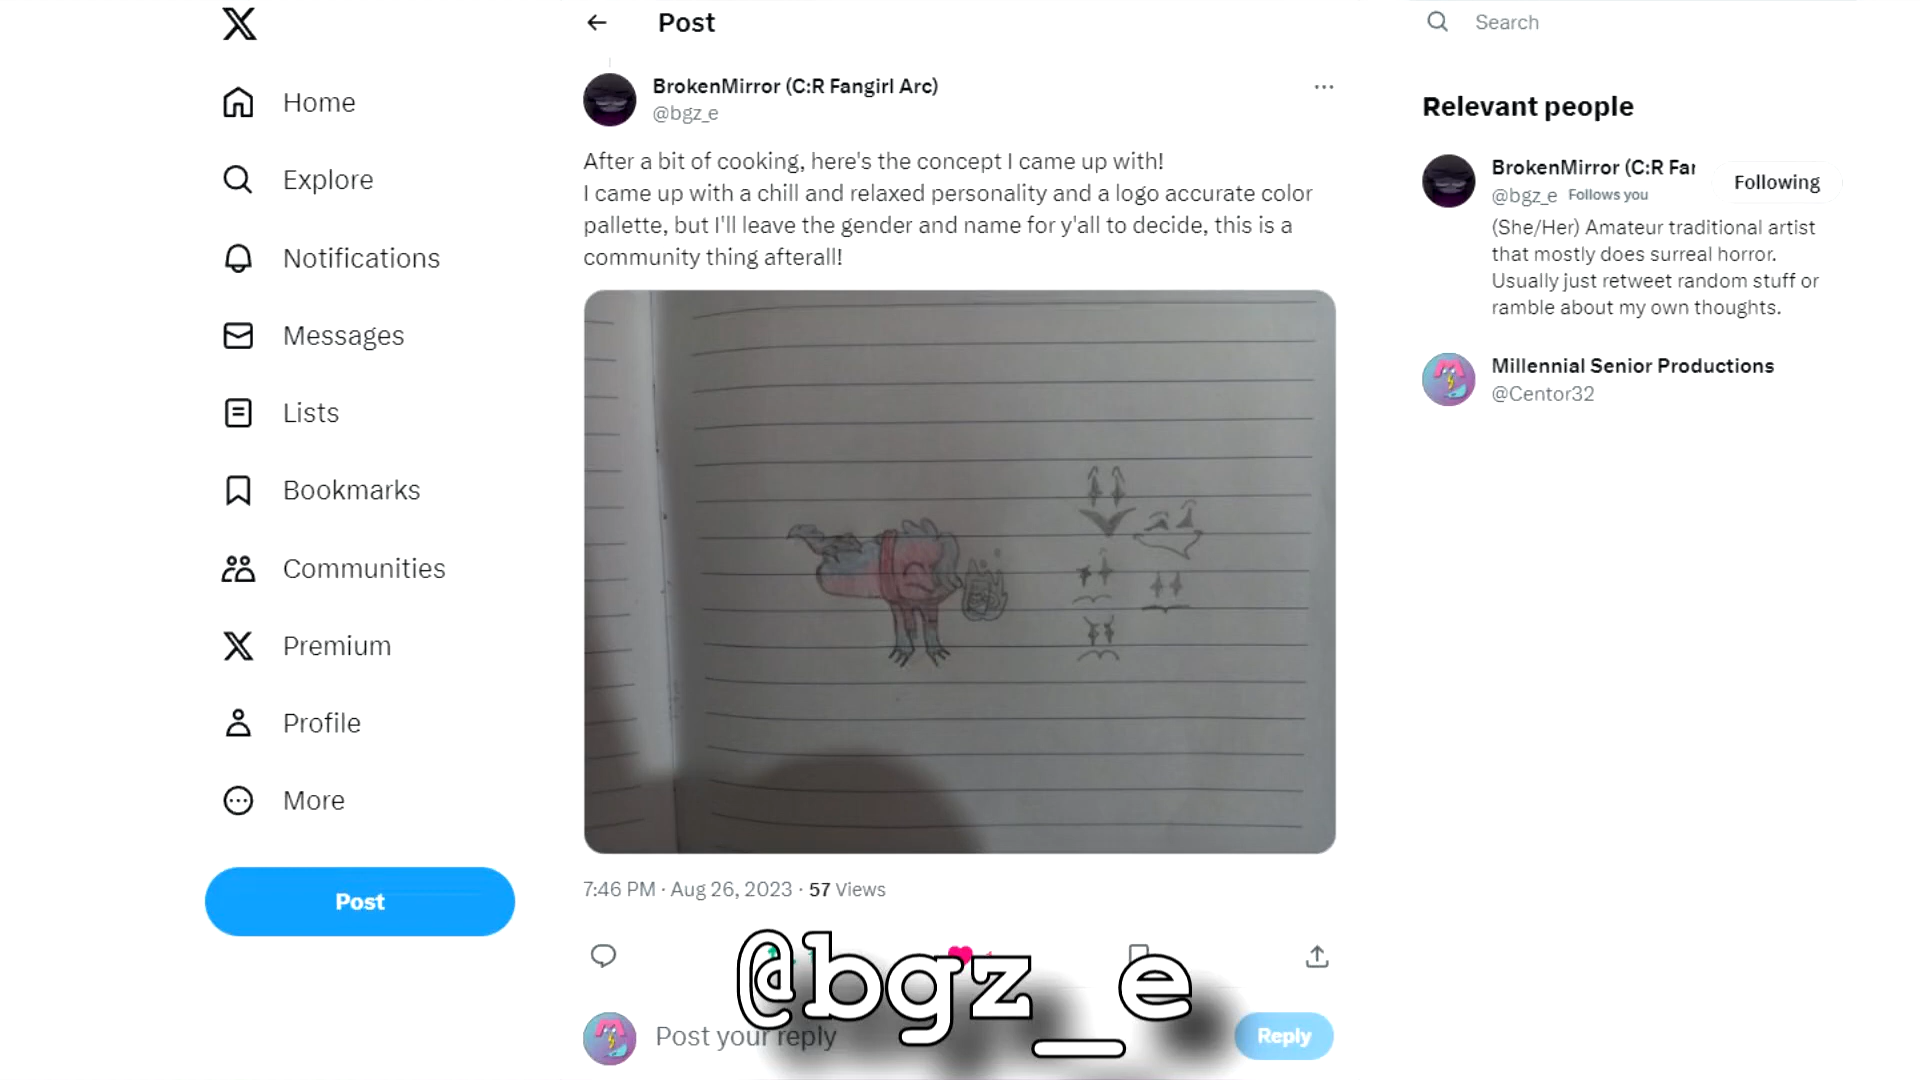 Home
Explore
Notifications
Messages
Lists
Bookmarks
Communities
Premium
Profile
More
Post
Post
BrokenMirror (C:R Fangirl Arc)
@bgz_e
After a bit of cooking, here's the concept I came up with!
I came up with a chill and relaxed personality and a logo accurate color
pallette, but I'll leave the gender and name for y'all to decide, this is a
community thing afterall!
7:46 PM · Aug 26, 2023 · 57 Views
@bgz_e
Post your reply
Reply
Search
Relevant people
BrokenMirror (C:R Far
@bgz_e Follows you
Following
(She/Her) Amateur traditional artist
that mostly does surreal horror.
Usually just retweet random stuff or
ramble about my own thoughts.
Millennial Senior Productions
@Centor32